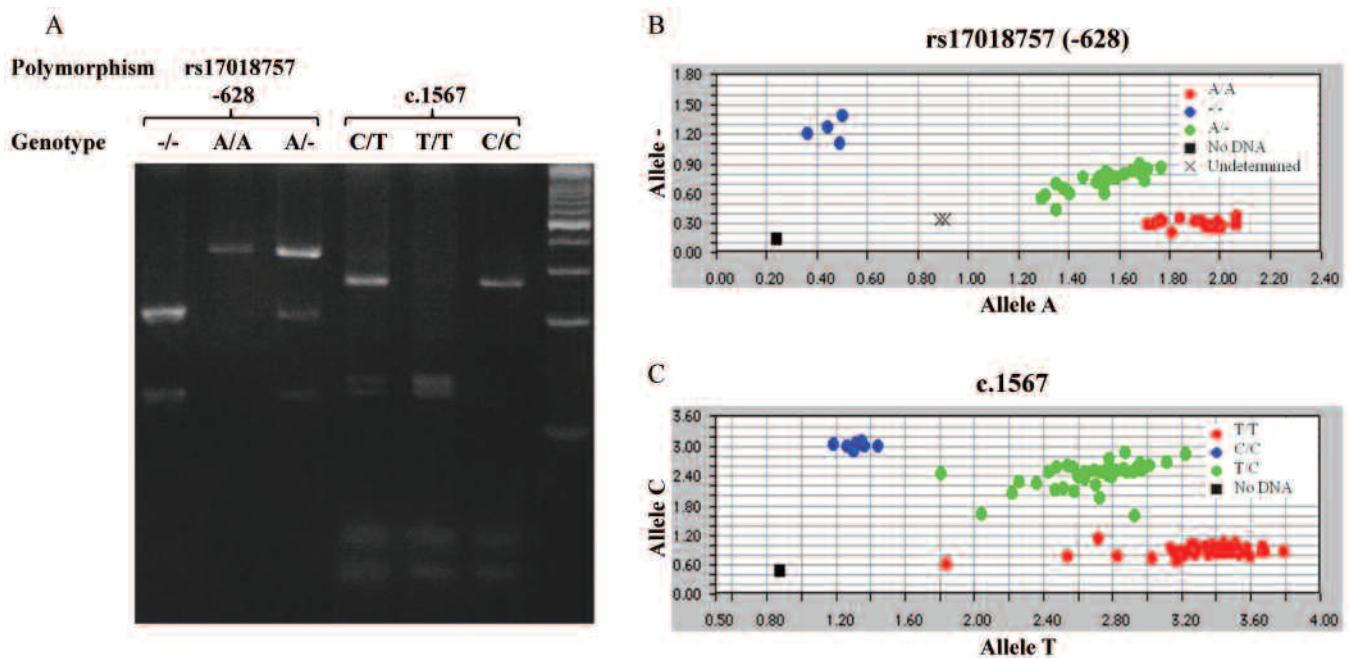 A
Polymorphism rs17018757
-628 c.1567
Genotype -/- A/A A/- C/T T/T C/C
B
rs17018757 (-628)
Allele -
1.80
1.50
1.20
0.90
0.60
0.30
0.00
0.00 0.20 0.40 0.60 0.80 1.00 1.20 1.40 1.60 1.80 2.00 2.20 2.40
Allele A
A/A
-/-
A/-
No DNA
Undetermined
C
c.1567
Allele C
3.60
3.00
2.40
1.80
1.20
0.60
0.00
0.50 0.80 1.20 1.60 2.00 2.40 2.80 3.20 3.60 4.00
Allele T
T/T
C/C
T/C
No DNA